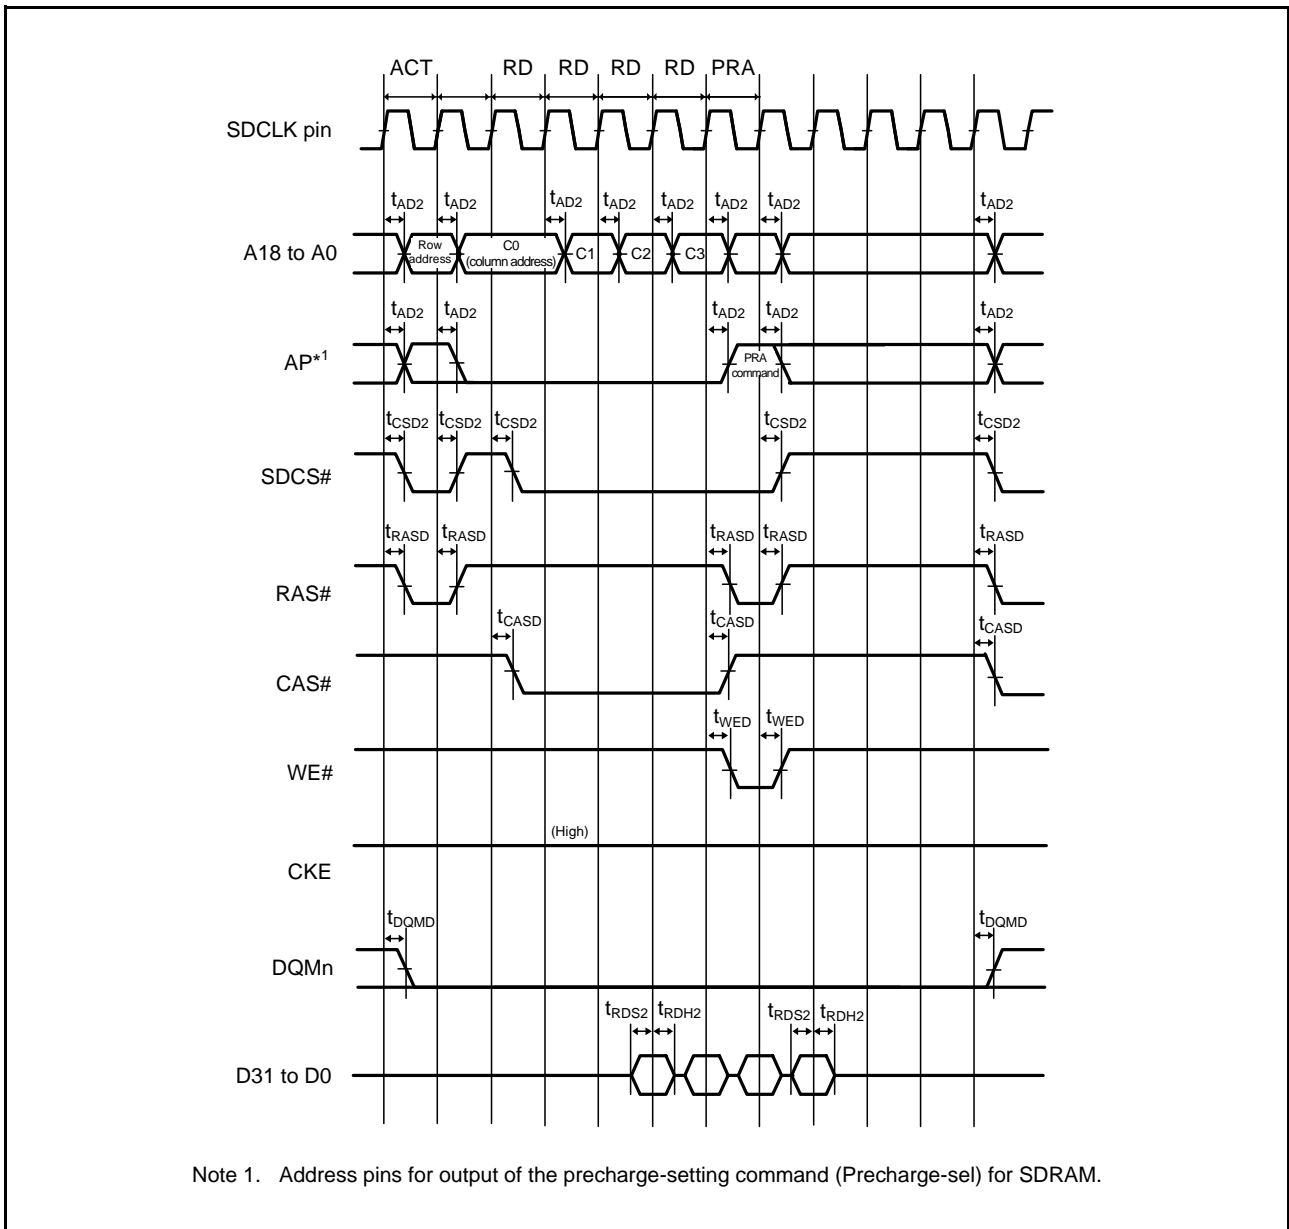 ACT RD RD RD RD PRA
SDCLK pin
tAD2 tAD2 tAD2 tAD2 tAD2 tAD2 tAD2 tAD2
A18 to A0
Row address
C0 (column address)
C1 C2 C3
tAD2 tAD2 tAD2 tAD2 tAD2
AP*1
PRA command
tCSD2 tCSD2 tCSD2 tCSD2 tCSD2
SDCS#
tRASD tRASD tRASD tRASD tRASD
RAS#
tCASD tCASD tCASD
CAS#
tWED tWED
WE#
(High)
CKE
tDQMD tDQMD
DQMn
tRDS2 tRDH2 tRDS2 tRDH2
D31 to D0
Note 1. Address pins for output of the precharge-setting command (Precharge-sel) for SDRAM.